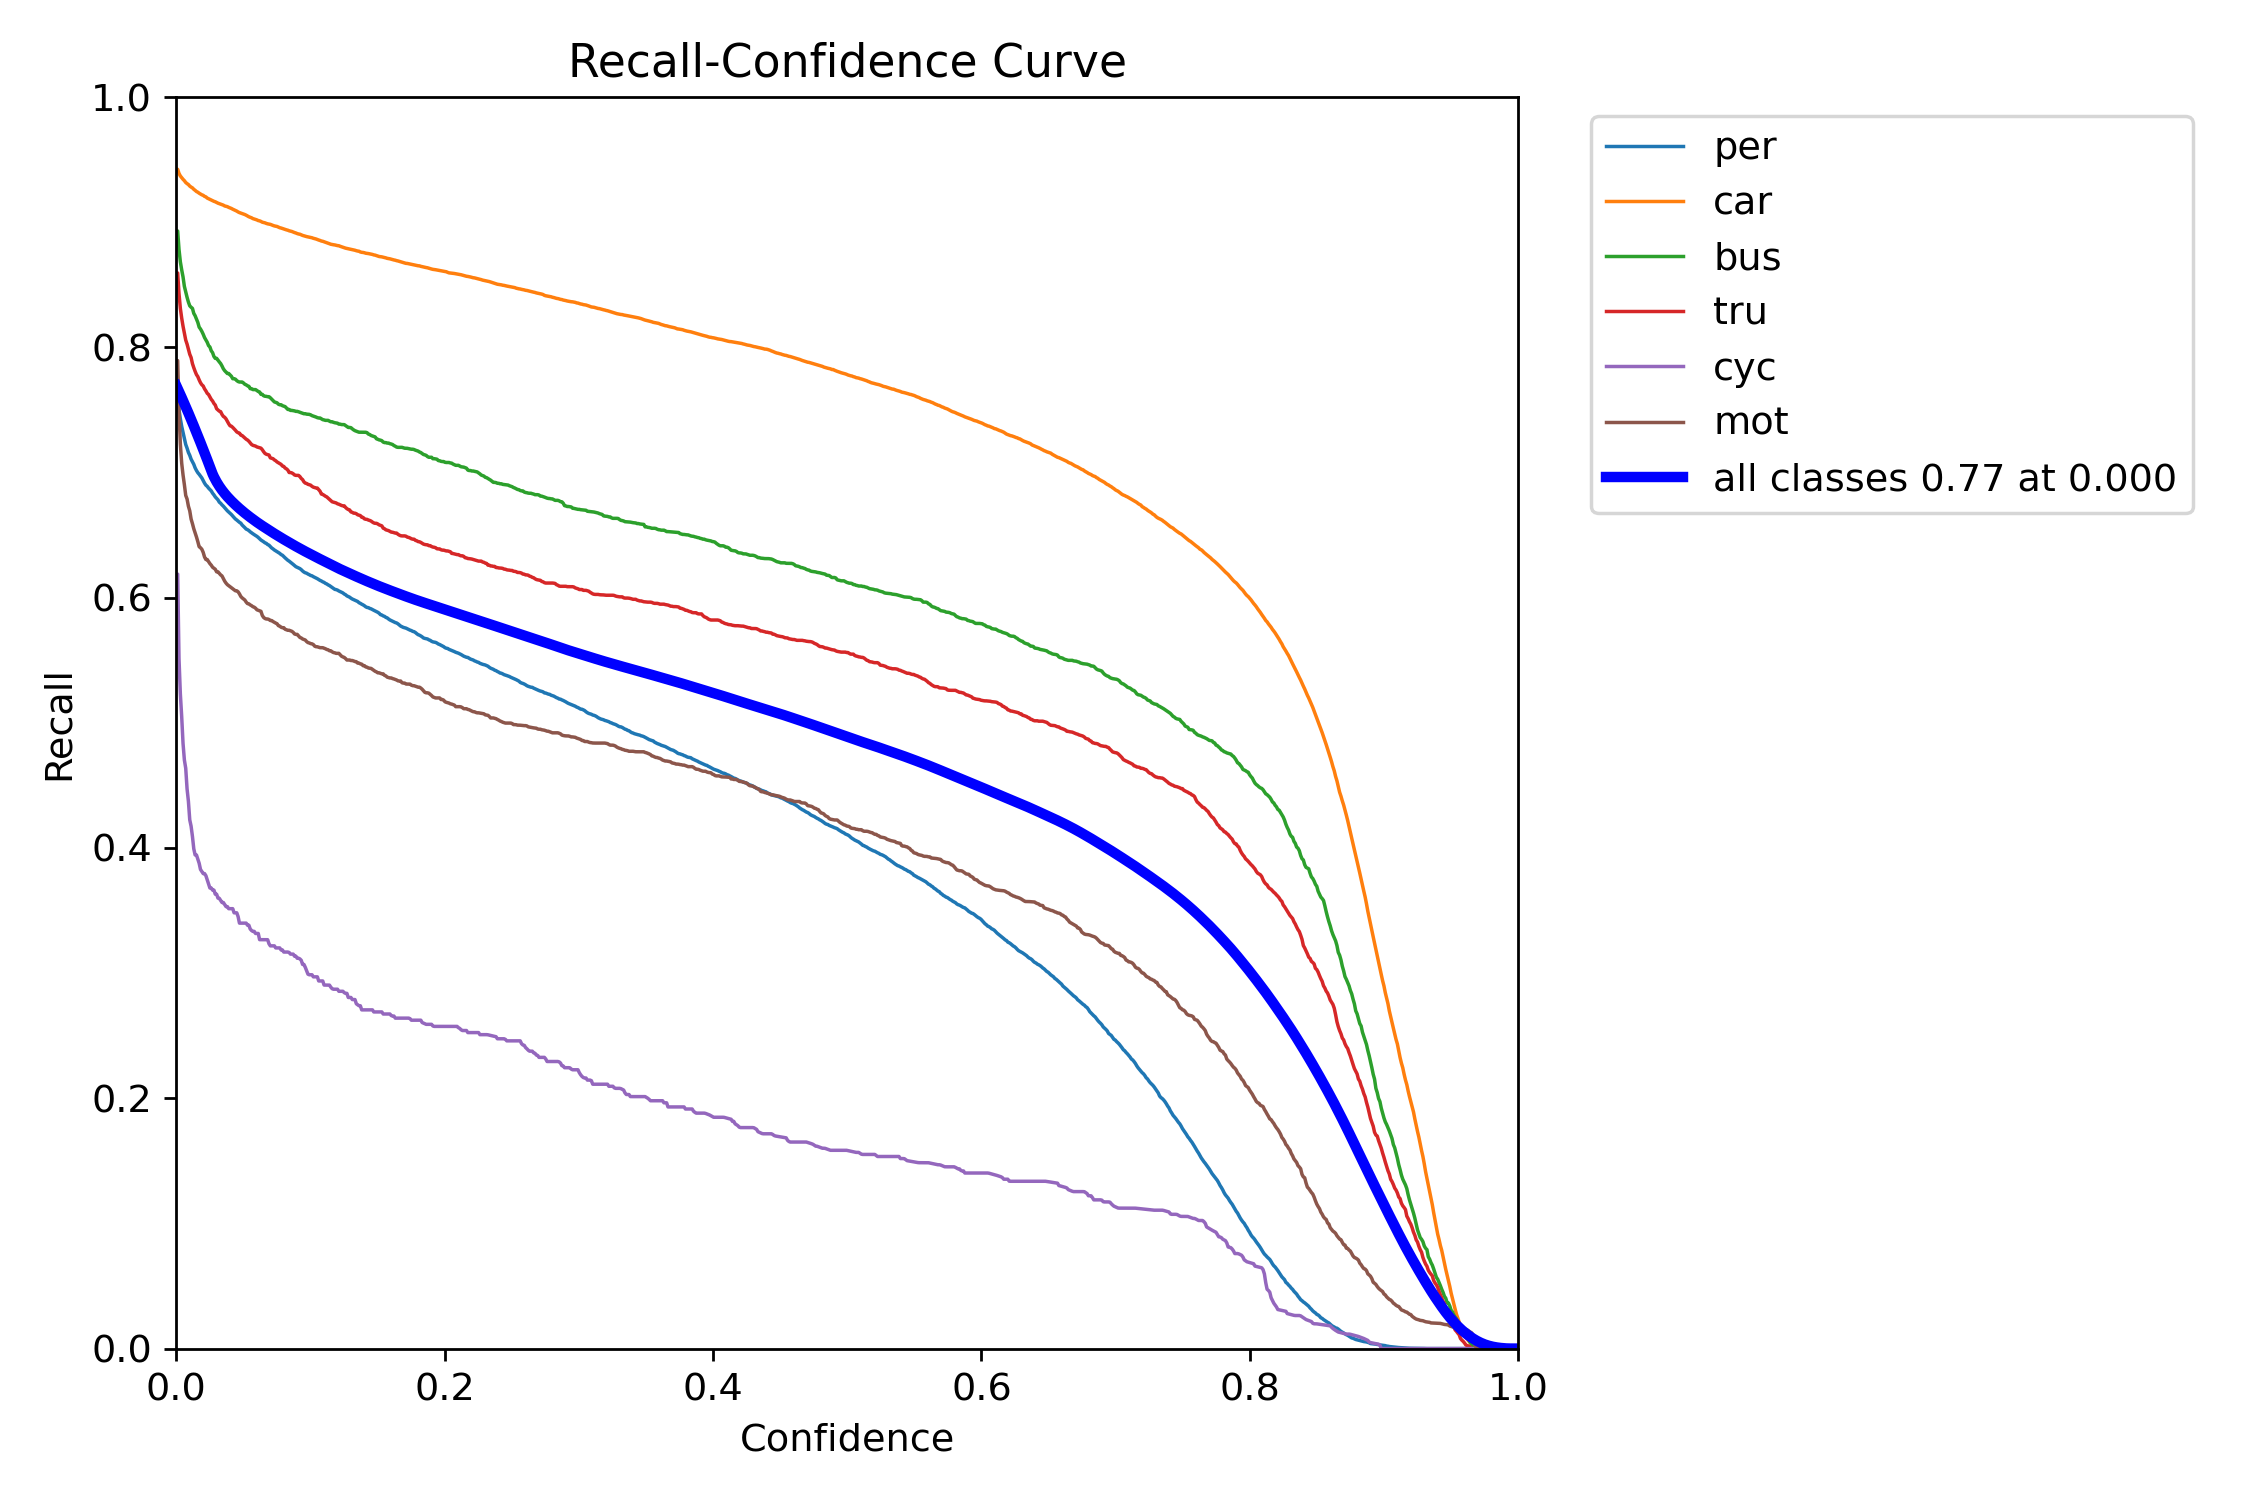 Recall-Confidence Curve
1.0
0.8
0.6
0.4
0.2
0.0
Recall
0.0 0.2 0.4 0.6 0.8 1.0
Confidence
per
car
bus
tru
cyc
mot
all classes 0.77 at 0.000